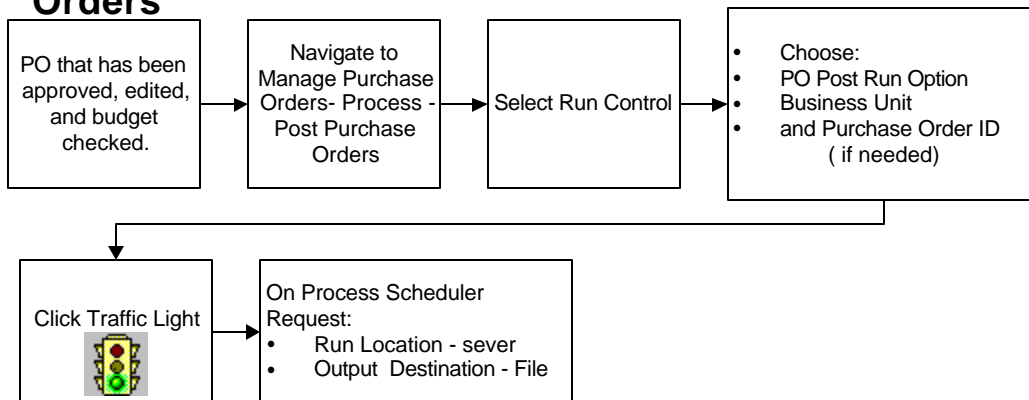 Orders
PO that has been
approved, edited,
and budget
checked.
Navigate to
Manage Purchase
Orders- Process -
Post Purchase
Orders
Select Run Control
• Choose:
• PO Post Run Option
• Business Unit
• and Purchase Order ID
( if needed)
Click Traffic Light
On Process Scheduler
Request:
• Run Location - sever
• Output Destination - File